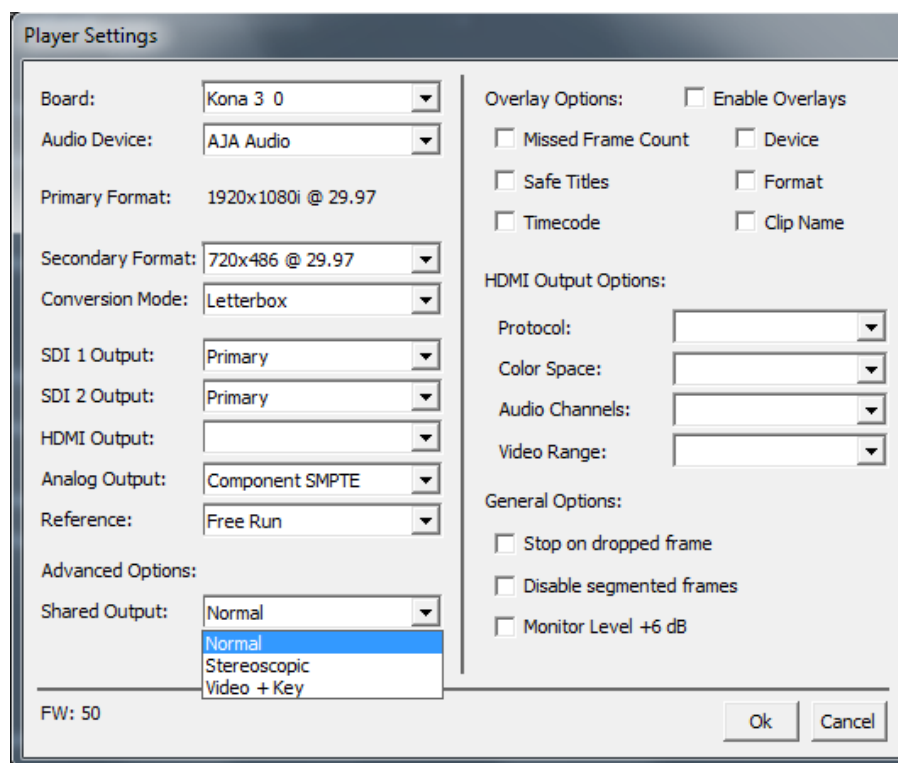 Player Settings
Board: Kona 3 0
Audio Device: AJA Audio
Primary Format: 1920x1080i @ 29.97
Secondary Format: 720x486 @ 29.97
Conversion Mode: Letterbox
SDI 1 Output: Primary
SDI 2 Output: Primary
HDMI Output:
Analog Output: Component SMPTE
Reference: Free Run
Advanced Options:
Shared Output: Normal
Normal
Stereoscopic
Video + Key
Overlay Options: Enable Overlays
Missed Frame Count Device
Safe Titles Format
Timecode Clip Name
HDMI Output Options:
Protocol:
Color Space:
Audio Channels:
Video Range:
General Options:
Stop on dropped frame
Disable segmented frames
Monitor Level +6 dB
FW: 50
Ok Cancel